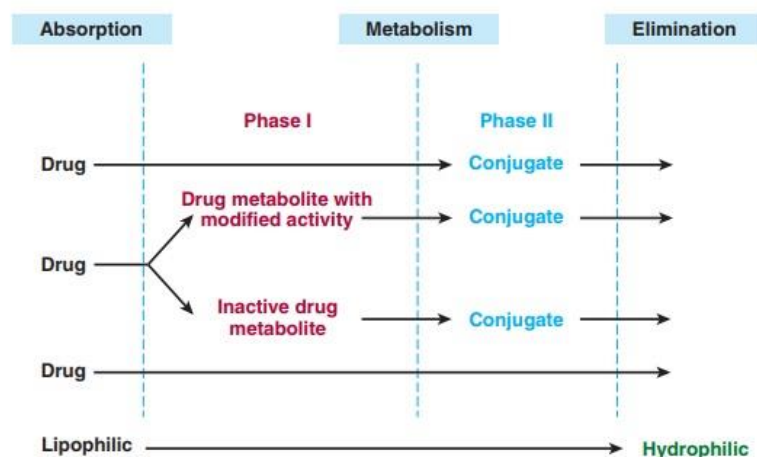 Absorption Metabolism Elimination
Phase I Phase II
Drug Conjugate
Drug metabolite with
modified activity Conjugate
Drug
Inactive drug
metabolite Conjugate
Drug
Lipophilic Hydrophilic